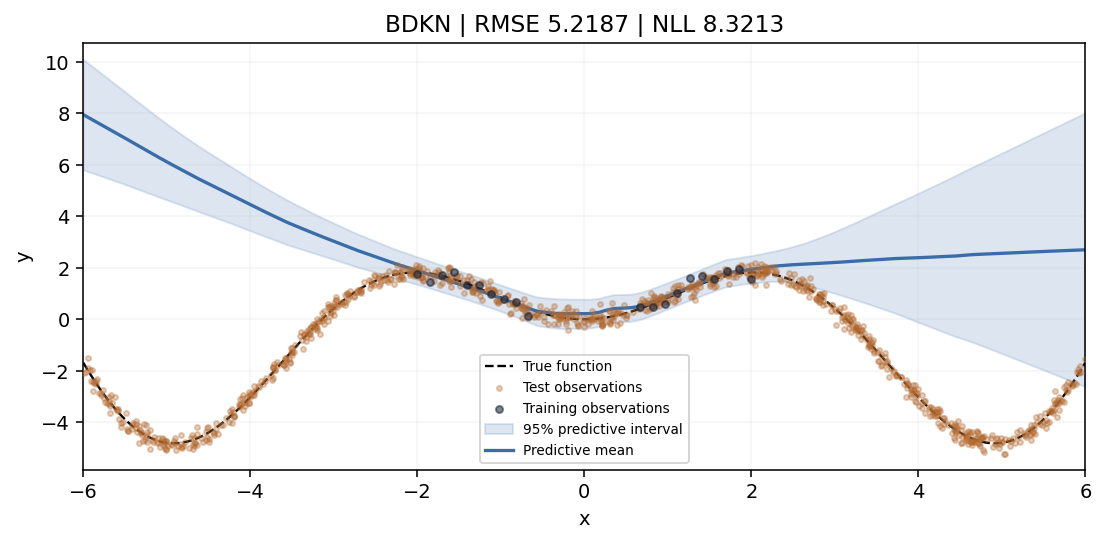 BDKN | RMSE 5.2187 | NLL 8.3213
10
8
6
4
2
0
−2
−4
y
True function
Test observations
Training observations
95% predictive interval
Predictive mean
−6 −4 −2 0 2 4 6
x